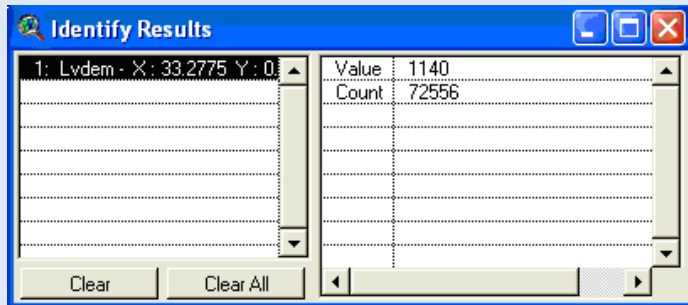 Identify Results
1: Lvdem - X : 33.2775 Y : 0.
Value 1140
Count 72556
Clear Clear All